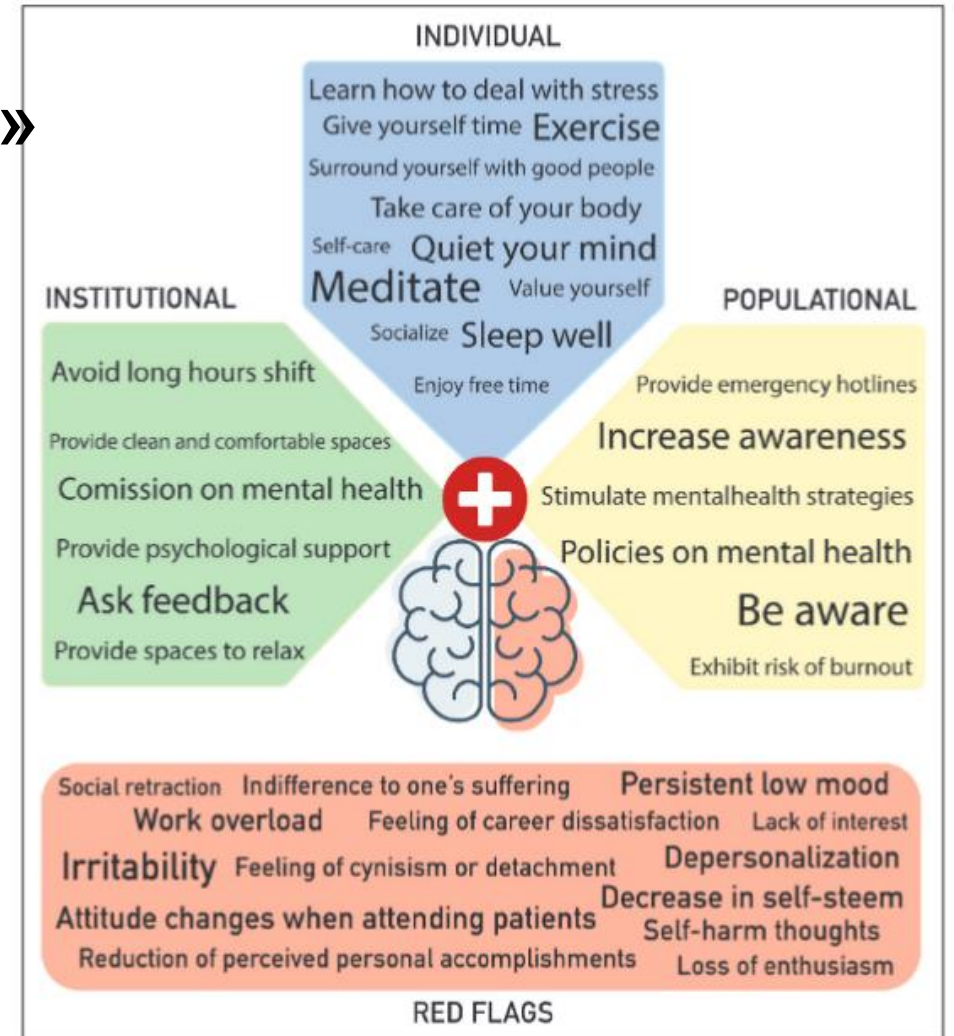 »
INDIVIDUAL
Learn how to deal with stress
Give yourself time Exercise
Surround yourself with good people
Take care of your body
Self-care Quiet your mind
Meditate Value yourself
Socialize Sleep well
Enjoy free time
INSTITUTIONAL
Avoid long hours shift
Provide clean and comfortable spaces
Comission on mental health
Provide psychological support
Ask feedback
Provide spaces to relax
POPULATIONAL
Provide emergency hotlines
Increase awareness
Stimulate mentalhealth strategies
Policies on mental health
Be aware
Exhibit risk of burnout
Social retraction Indifference to one's suffering Persistent low mood
Work overload Feeling of career dissatisfaction Lack of interest
Irritability Feeling of cynisism or detachment Depersonalization
Decrease in self-steem
Attitude changes when attending patients
Self-harm thoughts
Reduction of perceived personal accomplishments Loss of enthusiasm
RED FLAGS